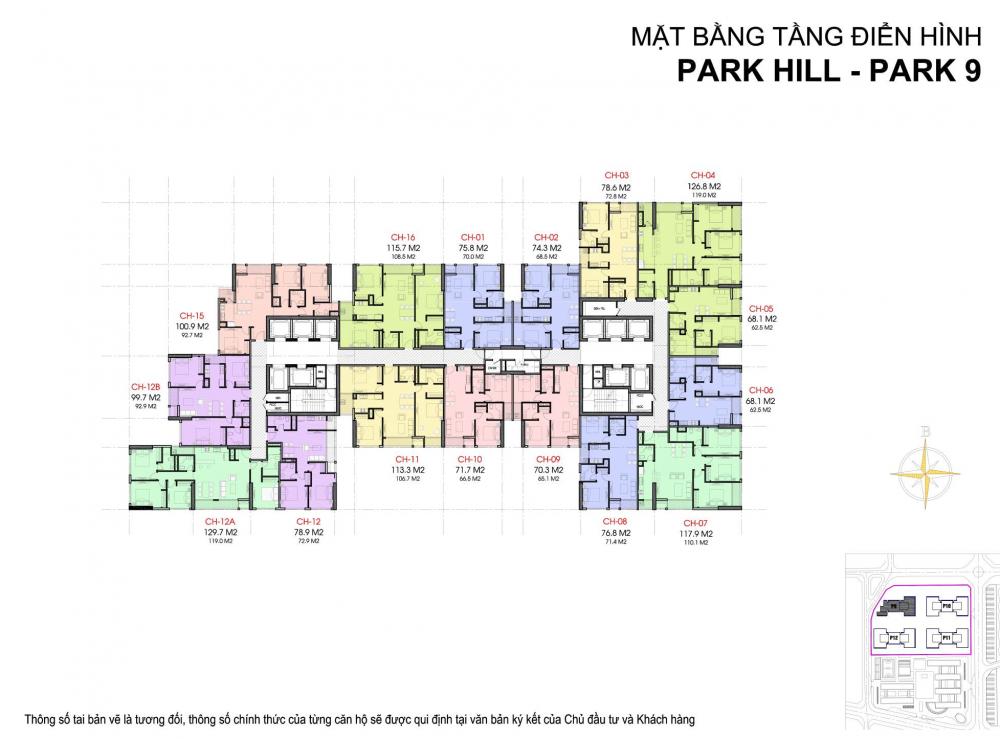 MẶT BẰNG TẦNG ĐIỂN HÌNH
PARK HILL - PARK 9
CH-03
78.6 M2
72.8 M2
CH-04
126.8 M2
119.0 M2
CH-16
115.7 M2
108.5 M2
CH-01
75.8 M2
70.0 M2
CH-02
74.3 M2
68.5 M2
CH-15
100.9 M2
92.7 M2
CH-05
68.1 M2
62.5 M2
CH-12B
99.7 M2
92.9 M2
CH-06
68.1 M2
62.5 M2
CH-11
113.3 M2
106.7 M2
CH-10
71.7 M2
66.5 M2
CH-09
70.3 M2
65.1 M2
CH-12A
129.7 M2
119.0 M2
CH-12
78.9 M2
72.9 M2
CH-08
76.8 M2
71.4 M2
CH-07
117.9 M2
110.1 M2
B
P9
P10
P12
P11
Thông số tại bản vẽ là tương đối, thông số chính thức của từng căn hộ sẽ được qui định tại văn bản ký kết của Chủ đầu tư và Khách hàng